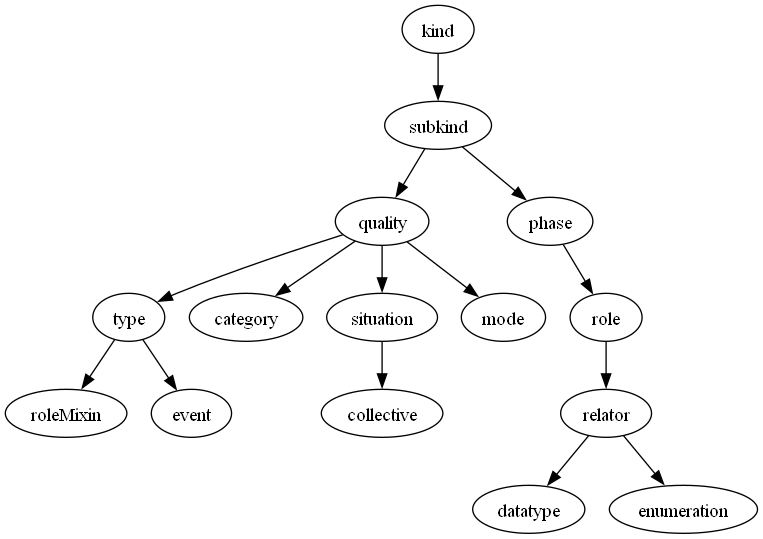 kind
subkind
quality
phase
type
category
situation
mode
role
roleMixin
event
collective
relator
datatype
enumeration